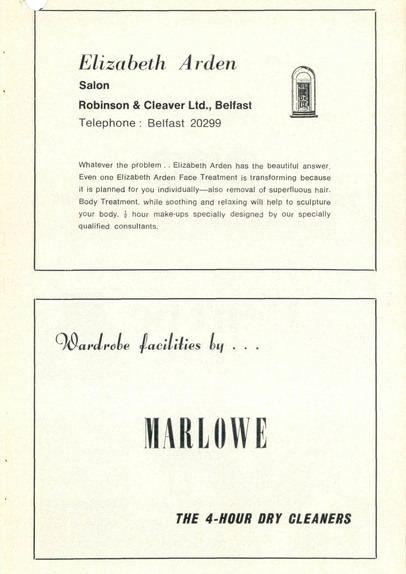 Elizabeth Arden
Salon
Robinson & Cleaver Ltd., Belfast
Telephone : Belfast 20299
Whatever the problem . . Elizabeth Arden has the beautiful answer.
Even one Elizabeth Arden Face Treatment is transforming because
it is planned for you individually—also removal of superfluous hair.
Body Treatment, while soothing and relaxing will help to sculpture
your body. ½ hour make-ups specially designed by our specially
qualified consultants.
Wardrobe facilities by . . .
MARLOWE
THE 4-HOUR DRY CLEANERS